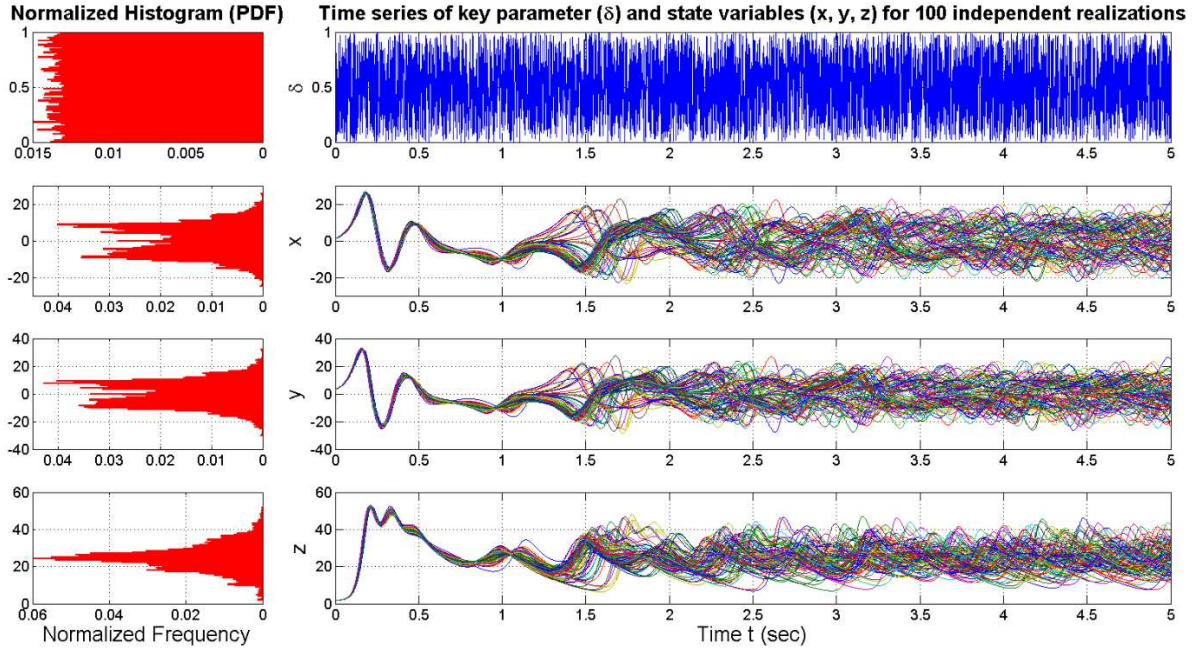 Normalized Histogram (PDF)
Time series of key parameter (δ) and state variables (x, y, z) for 100 independent realizations
1
0.5
0
0.015 0.01 0.005 0
δ
1
0.5
0
0 0.5 1 1.5 2 2.5 3 3.5 4 4.5 5
20
0
-20
0.04 0.03 0.02 0.01 0
x
20
0
-20
0 0.5 1 1.5 2 2.5 3 3.5 4 4.5 5
40
20
0
-20
-40
0.04 0.03 0.02 0.01 0
y
40
20
0
-20
-40
0 0.5 1 1.5 2 2.5 3 3.5 4 4.5 5
60
40
20
0
0.06 0.04 0.02 0
z
60
40
20
0
0 0.5 1 1.5 2 2.5 3 3.5 4 4.5 5
Normalized Frequency
Time t (sec)